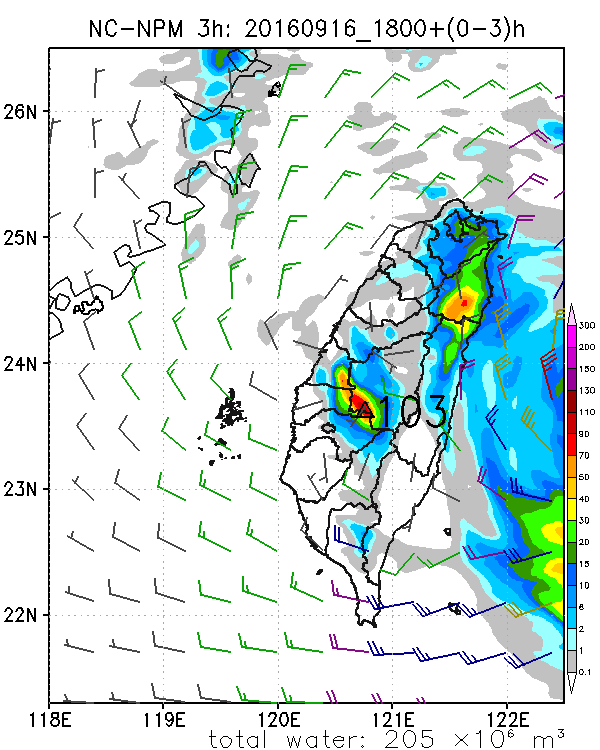 NC-NPM 3h: 20160916_1800+(0-3)h
26N
25N
24N
23N
22N
118E 119E 120E 121E 122E
103
300
200
150
130
110
90
70
50
40
30
20
15
10
6
2
1
0.1
total water: 205 ×10⁶ m³